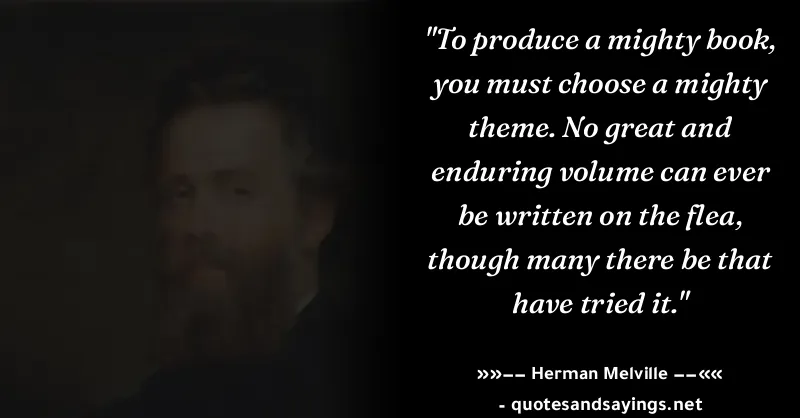 "To produce a mighty book,
you must choose a mighty
theme. No great and
enduring volume can ever
be written on the flea,
though many there be that
have tried it."
»»–– Herman Melville ––««
- quotesandsayings.net